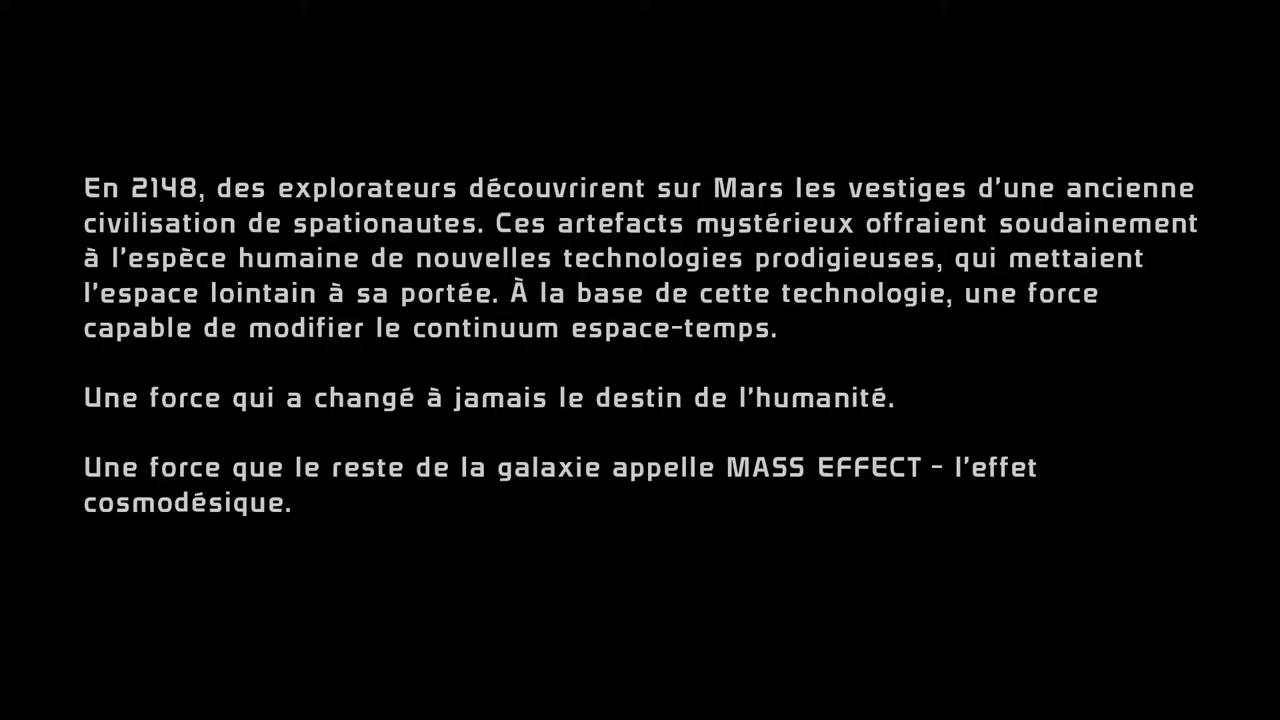 En 2148, des explorateurs découvrirent sur Mars les vestiges d'une ancienne
civilisation de spationautes. Ces artefacts mystérieux offraient soudainement
à l'espèce humaine de nouvelles technologies prodigieuses, qui mettaient
l'espace lointain à sa portée. À la base de cette technologie, une force
capable de modifier le continuum espace-temps.
Une force qui a changé à jamais le destin de l'humanité.
Une force que le reste de la galaxie appelle MASS EFFECT - l'effet
cosmodésique.